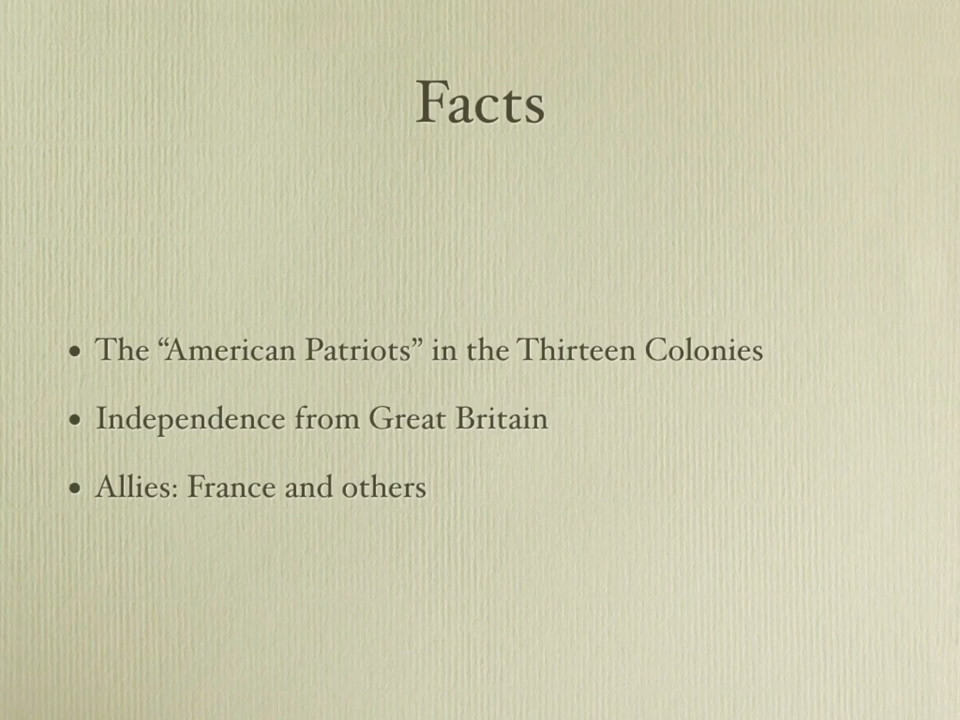 Facts
• The “American Patriots” in the Thirteen Colonies
• Independence from Great Britain
• Allies: France and others